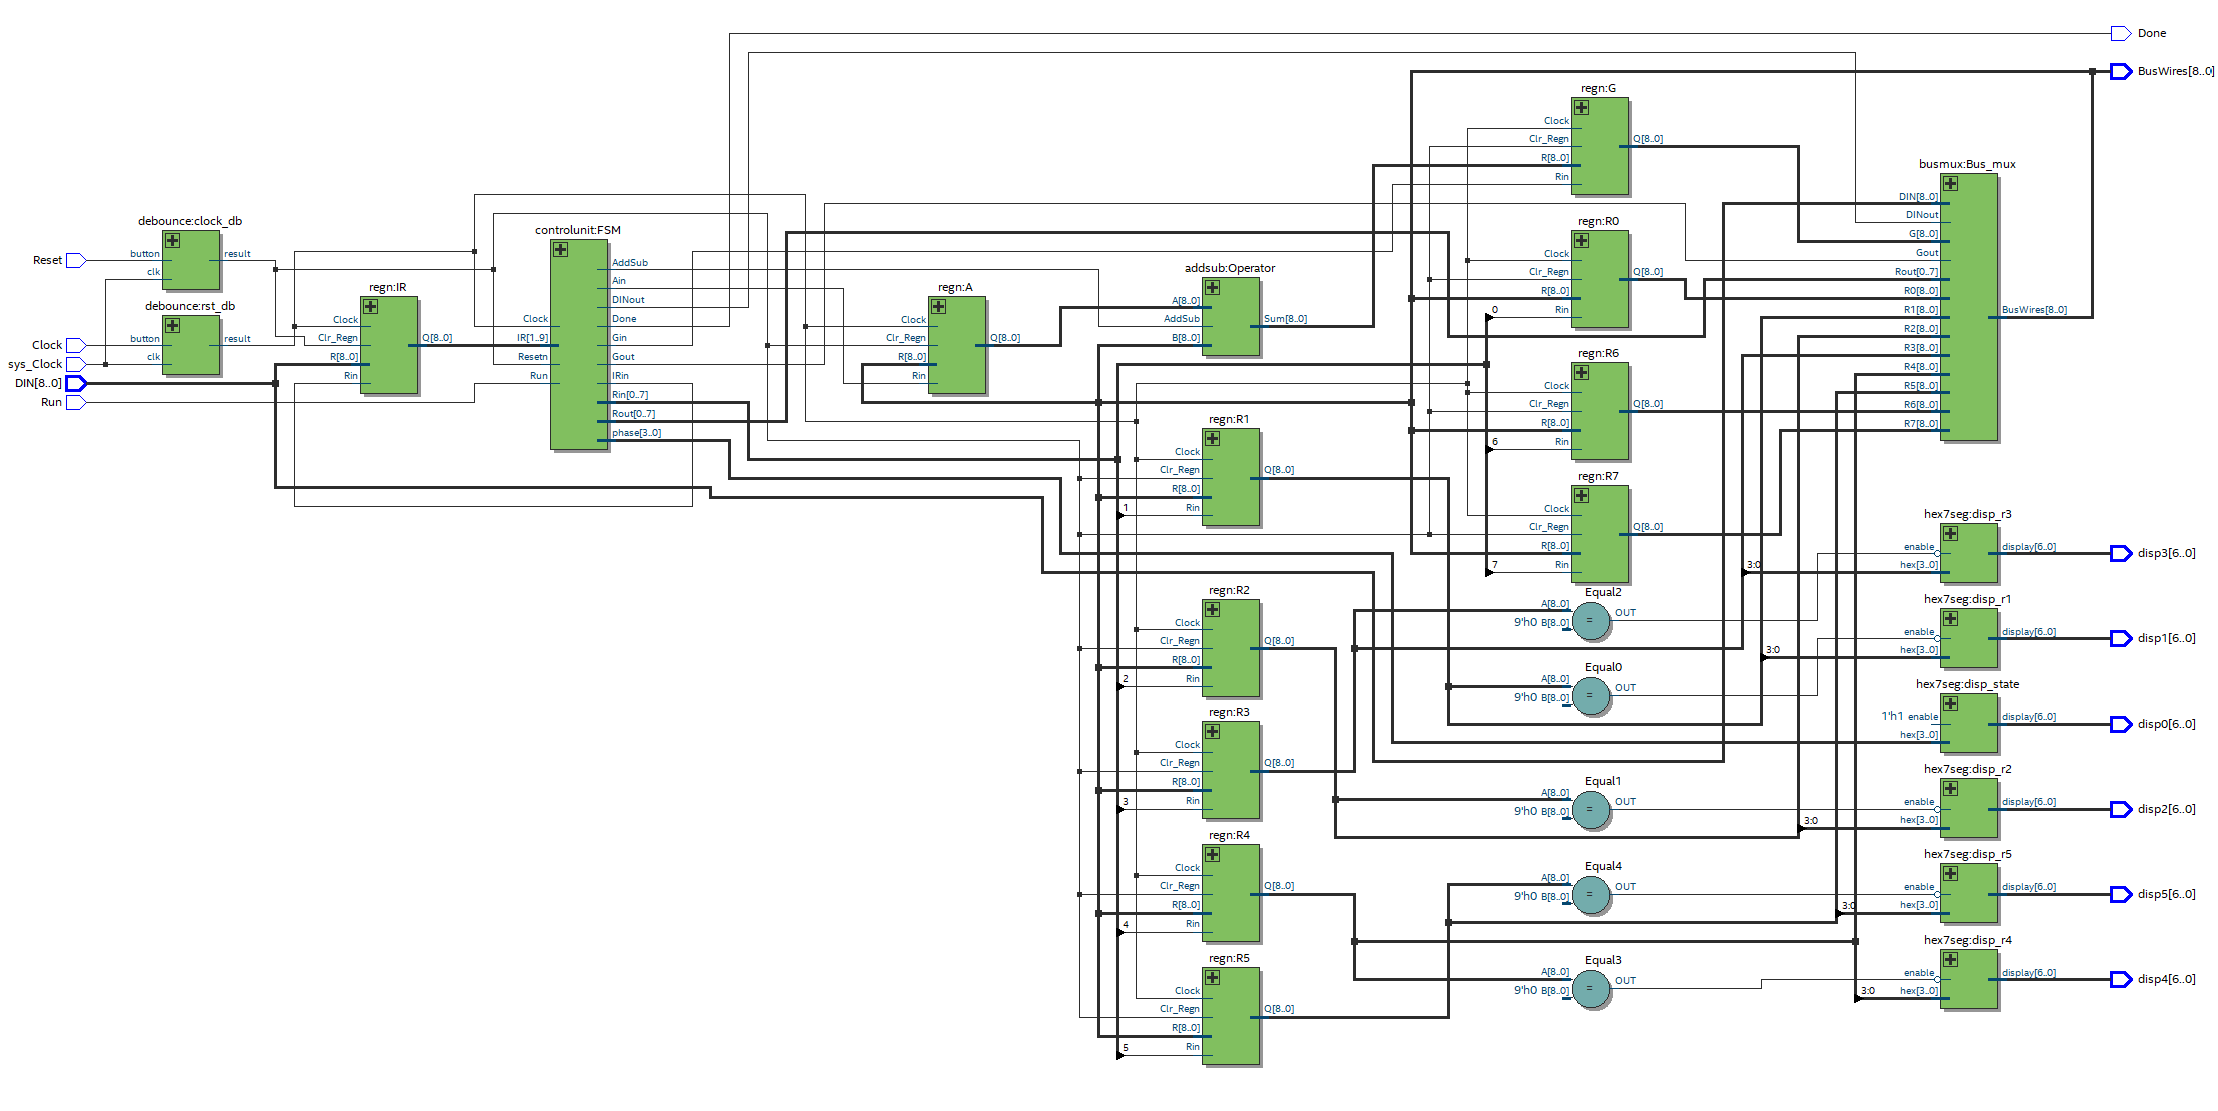 Done
BusWires[8..0]
regn:G
Clock
Clr_Regn
R[8..0]
Rin
Q[8..0]
busmux:Bus_mux
DIN[8..0]
DINout
G[8..0]
Gout
Rout[0..7]
R0[8..0]
R1[8..0]
R2[8..0]
R3[8..0]
R4[8..0]
R5[8..0]
R6[8..0]
R7[8..0]
BusWires[8..0]
debounce:clock_db
Reset
button
clk
result
debounce:rst_db
Clock
sys_Clock
DIN[8..0]
Run
button
clk
result
regn:IR
Clock
Clr_Regn
R[8..0]
Rin
Q[8..0]
controlunit:FSM
Clock
IR[1..9]
Resetn
Run
AddSub
Ain
DINout
Done
Gin
Gout
IRin
Rin[0..7]
Rout[0..7]
phase[3..0]
regn:A
Clock
Clr_Regn
R[8..0]
Rin
Q[8..0]
addsub:Operator
A[8..0]
AddSub
B[8..0]
Sum[8..0]
regn:R0
Clock
Clr_Regn
R[8..0]
0
Rin
Q[8..0]
regn:R6
Clock
Clr_Regn
R[8..0]
6
Rin
Q[8..0]
regn:R7
Clock
Clr_Regn
R[8..0]
7
Rin
Q[8..0]
regn:R1
Clock
Clr_Regn
R[8..0]
1
Rin
Q[8..0]
regn:R2
Clock
Clr_Regn
R[8..0]
2
Rin
Q[8..0]
regn:R3
Clock
Clr_Regn
R[8..0]
3
Rin
Q[8..0]
regn:R4
Clock
Clr_Regn
R[8..0]
4
Rin
Q[8..0]
regn:R5
Clock
Clr_Regn
R[8..0]
5
Rin
Q[8..0]
Equal2
A[8..0]
9'h0 B[8..0]
=
OUT
Equal0
A[8..0]
9'h0 B[8..0]
=
OUT
Equal1
A[8..0]
9'h0 B[8..0]
=
OUT
Equal4
A[8..0]
9'h0 B[8..0]
=
OUT
Equal3
A[8..0]
9'h0 B[8..0]
=
OUT
hex7seg:disp_r3
enable
3:0
hex[3..0]
display[6..0]
disp3[6..0]
hex7seg:disp_r1
enable
3:0
hex[3..0]
display[6..0]
disp1[6..0]
hex7seg:disp_state
1'h1 enable
hex[3..0]
display[6..0]
disp0[6..0]
hex7seg:disp_r2
enable
3:0
hex[3..0]
display[6..0]
disp2[6..0]
hex7seg:disp_r5
enable
3:0
hex[3..0]
display[6..0]
disp5[6..0]
hex7seg:disp_r4
enable
3:0
hex[3..0]
display[6..0]
disp4[6..0]